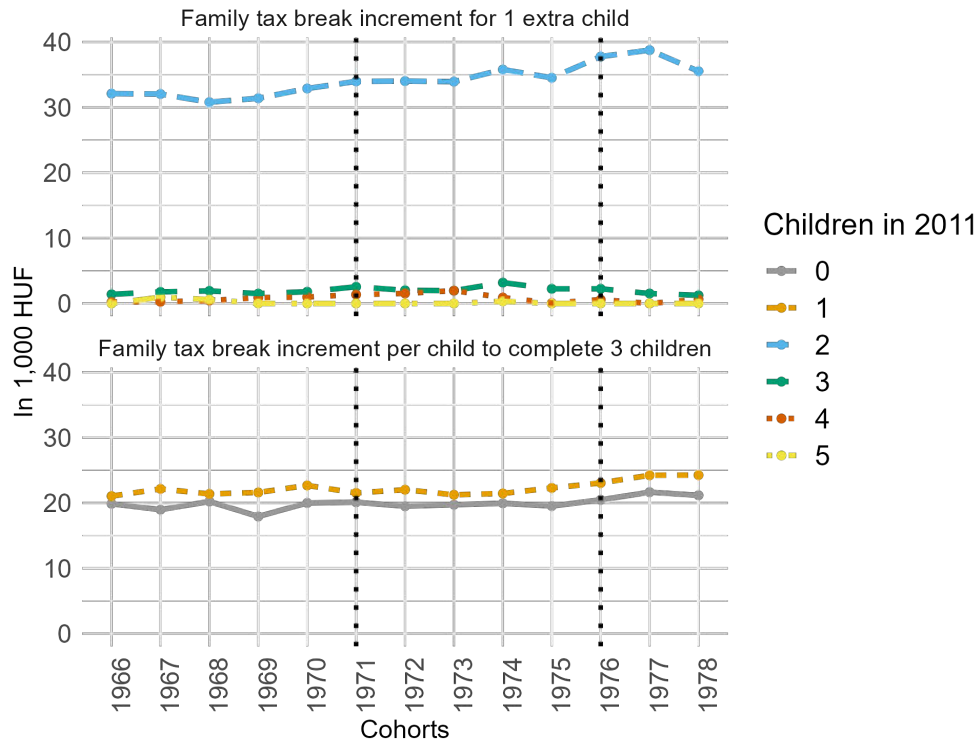 Family tax break increment for 1 extra child
40
30
20
10
0
Family tax break increment per child to complete 3 children
40
30
20
10
0
In 1,000 HUF
1966 1967 1968 1969 1970 1971 1972 1973 1974 1975 1976 1977 1978
Cohorts
Children in 2011
0
1
2
3
4
5